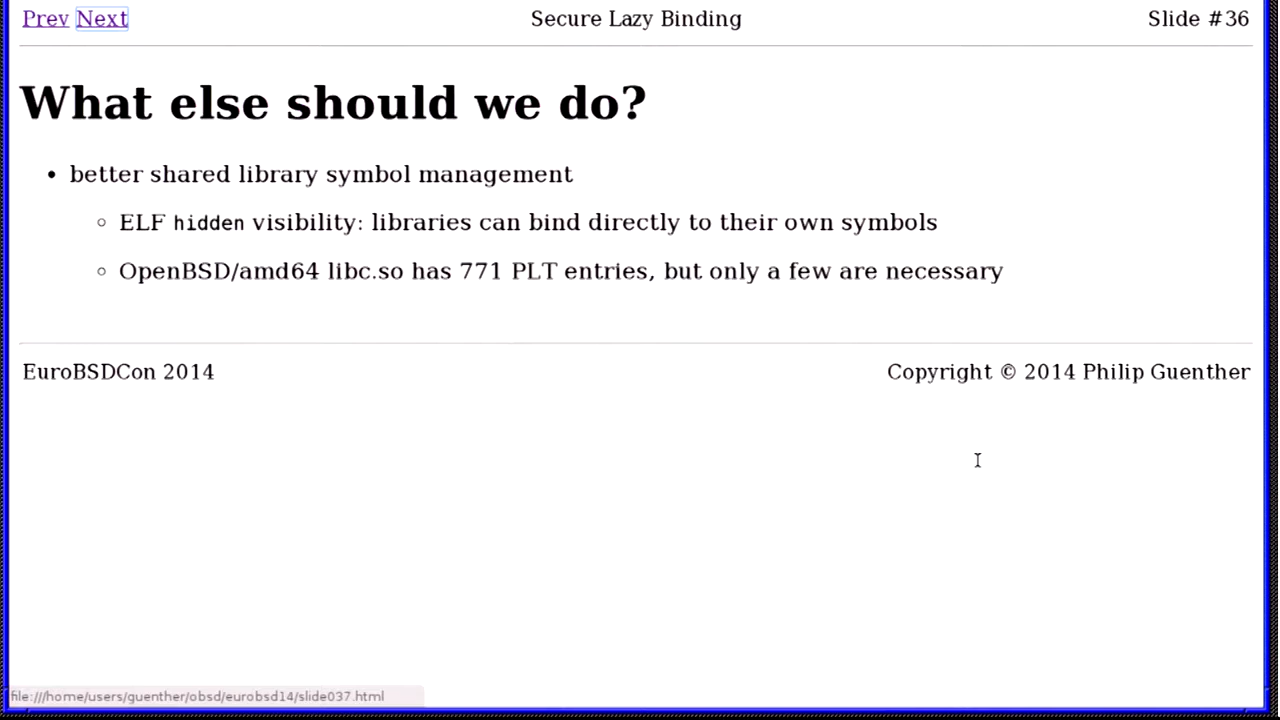 Prev Next Secure Lazy Binding Slide #36
What else should we do?
• better shared library symbol management
◦ ELF hidden visibility: libraries can bind directly to their own symbols
◦ OpenBSD/amd64 libc.so has 771 PLT entries, but only a few are necessary
EuroBSDCon 2014 Copyright © 2014 Philip Guenther
file:///home/users/guenther/obsd/eurobsd14/slide037.html